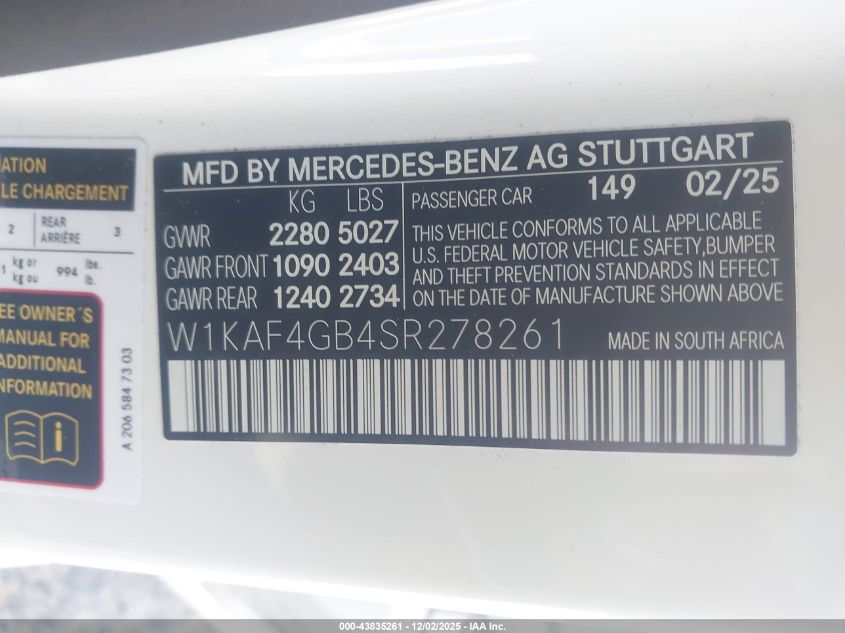 ATION
LE CHARGEMENT
2 REAR ARRIÈRE 3
1 kg or kg ou 994 lbs. lb.
EE OWNER´S
MANUAL FOR
ADDITIONAL
INFORMATION
A 206 584 73 03
MFD BY MERCEDES-BENZ AG STUTTGART
KG LBS
GVWR 2280 5027
GAWR FRONT 1090 2403
GAWR REAR 1240 2734
PASSENGER CAR 149 02/25
THIS VEHICLE CONFORMS TO ALL APPLICABLE
U.S. FEDERAL MOTOR VEHICLE SAFETY,BUMPER
AND THEFT PREVENTION STANDARDS IN EFFECT
ON THE DATE OF MANUFACTURE SHOWN ABOVE
W1KAF4GB4SR278261 MADE IN SOUTH AFRICA
000-43835261 - 12/02/2025 - IAA Inc.